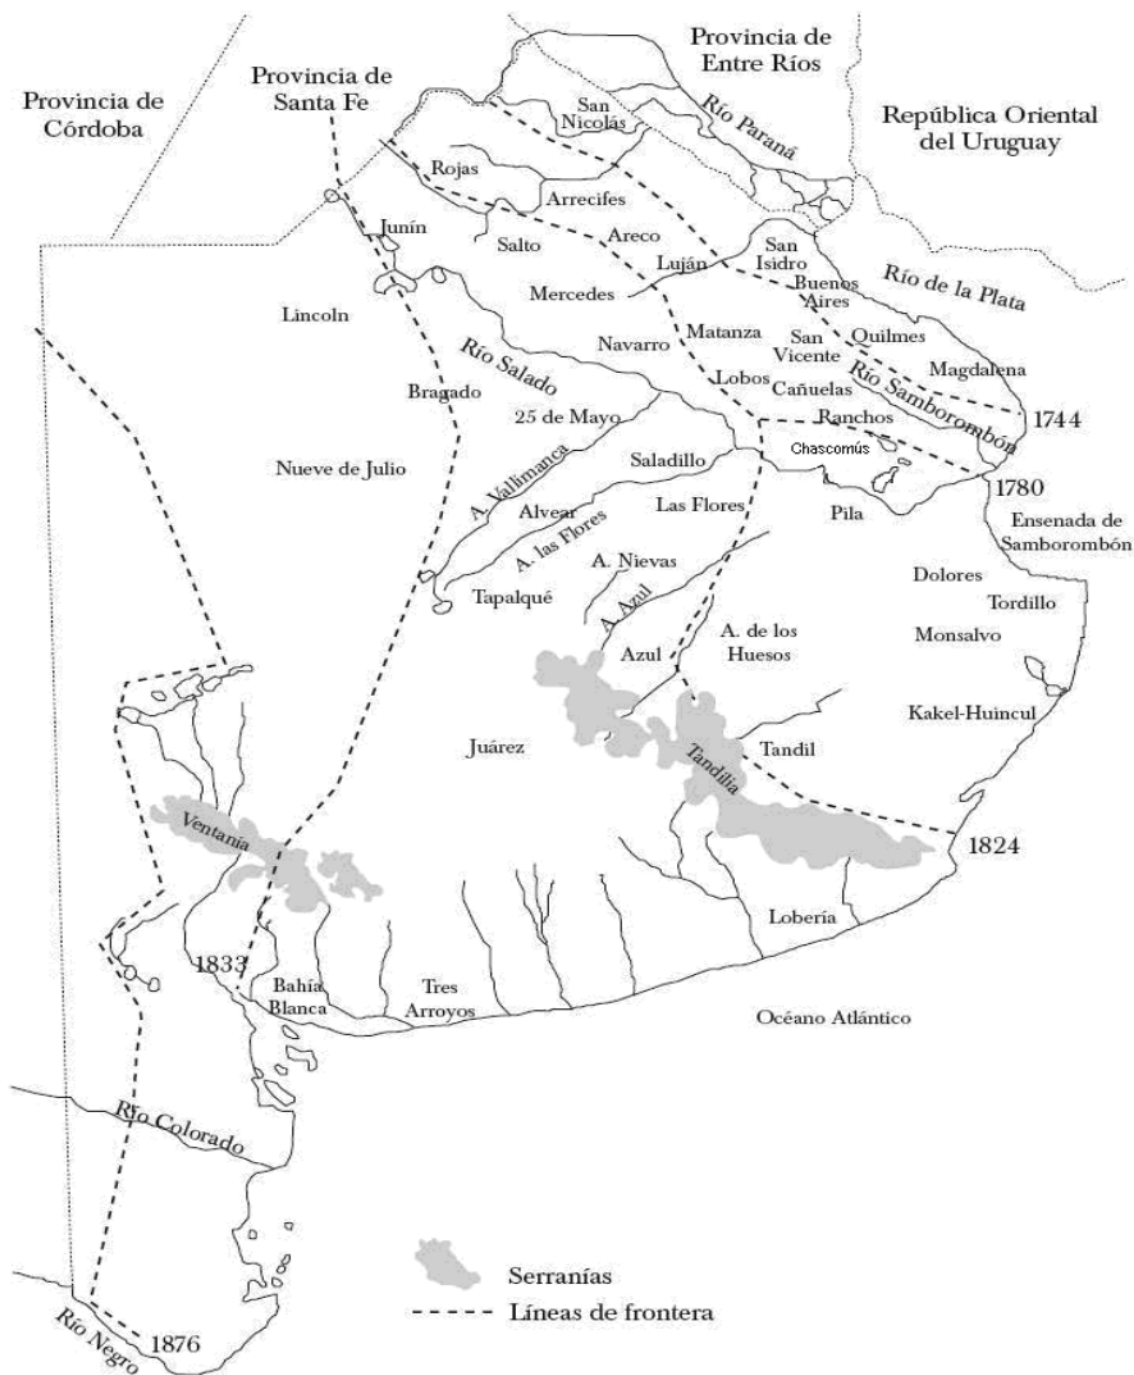 Provincia de
Córdoba
Provincia de
Santa Fe
Provincia de
Entre Ríos
República Oriental
del Uruguay
San
Nicolás
Río Paraná
Rojas
Arrecifes
Junín
Salto
Areco
Luján
San
Isidro
Río de la Plata
Buenos
Aires
Mercedes
Lincoln
Navarro
Matanza
San
Vicente
Quilmes
Magdalena
Río Salado
Bragado
Lobos
Cañuelas
Río Samborombón
25 de Mayo
Ranchos
1744
Chascomús
Nueve de Julio
A. Vallimanca
Saladillo
1780
Alvear
Las Flores
Pila
Ensenada de
Samborombón
A. las Flores
A. Nievas
Tapalqué
A. Azul
Dolores
Tordillo
Azul
A. de los
Huesos
Monsalvo
Kakel-Huincul
Juárez
Tandilia
Tandil
Ventanía
1824
Lobería
1833
Bahía
Blanca
Tres
Arroyos
Océano Atlántico
Río Colorado
Serranías
Líneas de frontera
Río Negro
1876